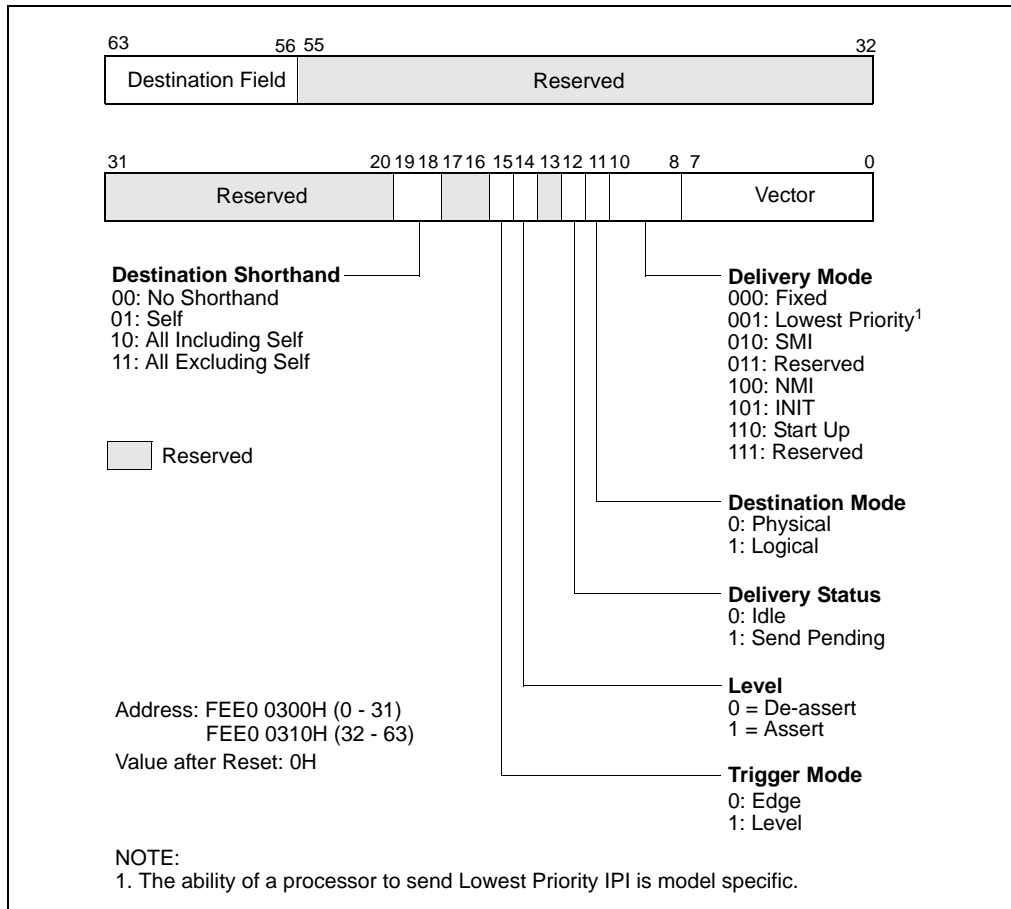 63 56 55 32
Destination Field Reserved
31 20 19 18 17 16 15 14 13 12 11 10 8 7 0
Reserved Vector
Destination Shorthand
00: No Shorthand
01: Self
10: All Including Self
11: All Excluding Self
Reserved
Delivery Mode
000: Fixed
001: Lowest Priority1
010: SMI
011: Reserved
100: NMI
101: INIT
110: Start Up
111: Reserved
Destination Mode
0: Physical
1: Logical
Delivery Status
0: Idle
1: Send Pending
Level
0 = De-assert
1 = Assert
Trigger Mode
0: Edge
1: Level
Address: FEE0 0300H (0 - 31)
FEE0 0310H (32 - 63)
Value after Reset: 0H
NOTE:
1. The ability of a processor to send Lowest Priority IPI is model specific.